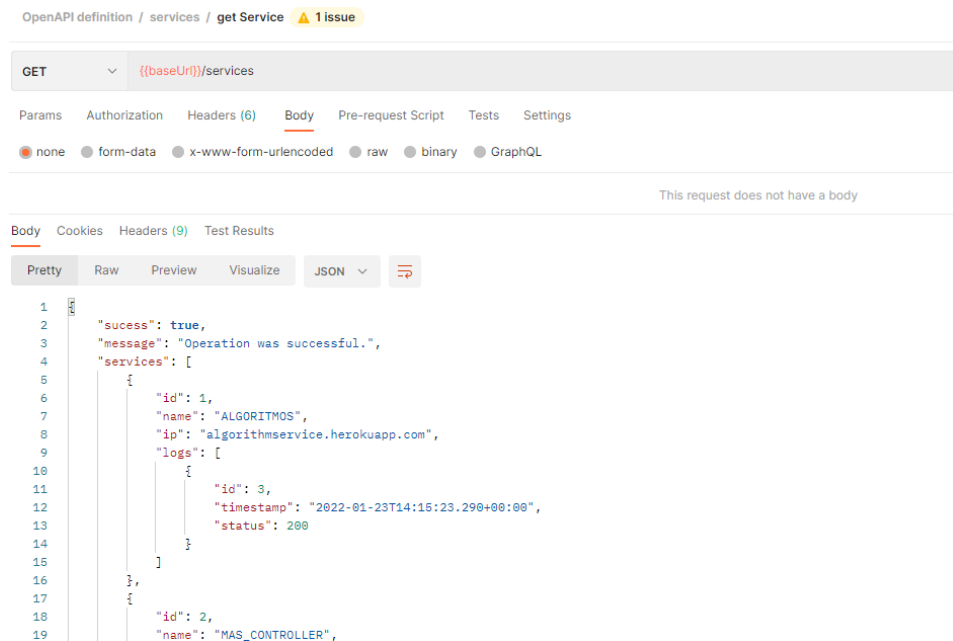 OpenAPI definition / services / get Service 1 issue
GET {{baseUrl}}/services
Params Authorization Headers (6) Body Pre-request Script Tests Settings
none form-data x-www-form-urlencoded raw binary GraphQL
This request does not have a body
Body Cookies Headers (9) Test Results
Pretty Raw Preview Visualize JSON
1 {
2 "sucess": true,
3 "message": "Operation was successful.",
4 "services": [
5 {
6 "id": 1,
7 "name": "ALGORITMOS",
8 "ip": "algorithmservice.herokuapp.com",
9 "logs": [
10 {
11 "id": 3,
12 "timestamp": "2022-01-23T14:15:23.290+00:00",
13 "status": 200
14 }
15 ]
16 },
17 {
18 "id": 2,
19 "name": "MAS_CONTROLLER",